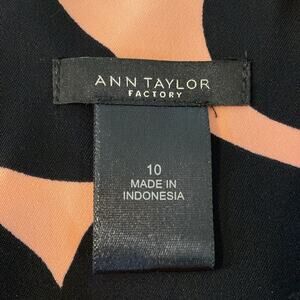 ANN TAYLOR
FACTORY
10
MADE IN
INDONESIA